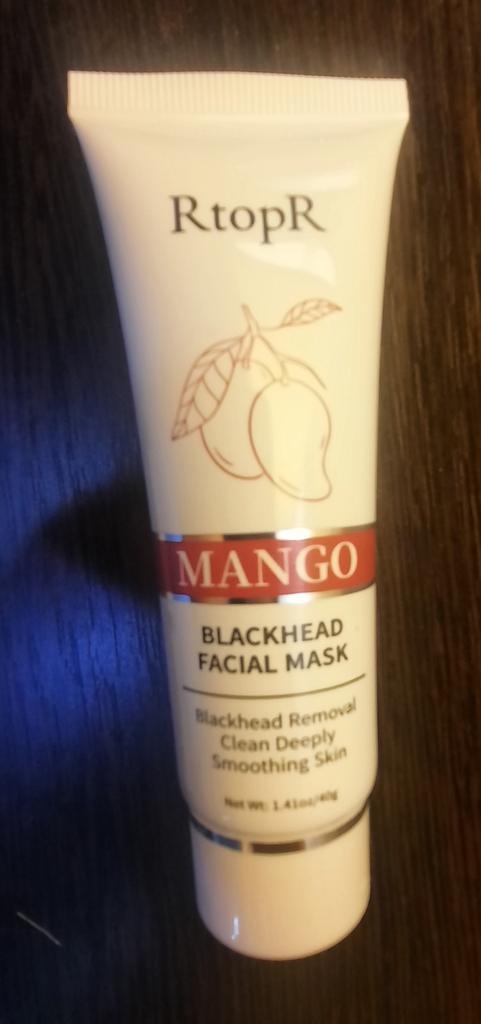 RtopR
MANGO
BLACKHEAD
FACIAL MASK
Blackhead Removal
Clean Deeply
Smoothing Skin
Net Wt: 1.41oz/40g